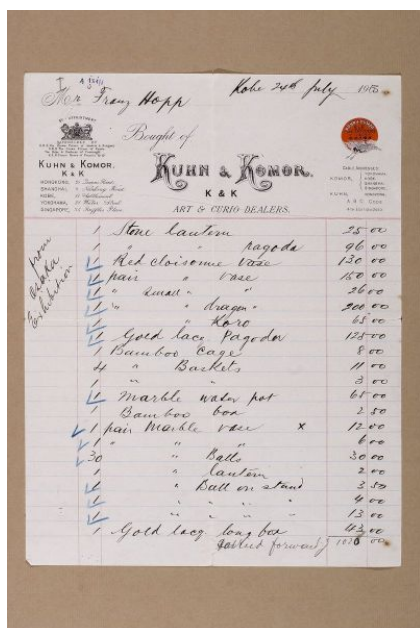 Mr Franz Hopp
Kobe 24th July 1903
Bought of
KUHN & KOMOR.
K & K
KUHN & KOMOR.
K & K
ART & CURIO DEALERS.
HONGKONG,
SHANGHAI,
KOBE,
YOKOHAMA,
SINGAPORE,
from Osaka Exhibition
1 Stone lantern 25 00
1 " " pagoda 96 00
1 Red cloisonne vase 130 00
1 pair " vase 150 00
1 " small " " 26 00
1 " " dragon " 200 00
1 " " Koro 65 00
1 Gold lacq Pagoda 125 00
1 Bamboo Cage 8 00
4 " Baskets 11 00
1 " " 3 00
1 Marble water pot 65 00
1 Bamboo box 2 50
1 pair Marble vase x 12 00
1 " " " 6 00
30 " Balls 30 00
1 " lantern 2 00
1 " Ball on stand 3 50
1 " " " " 4 00
1 " " " " 13 00
1 Gold lacq long box 43 00
carried forward